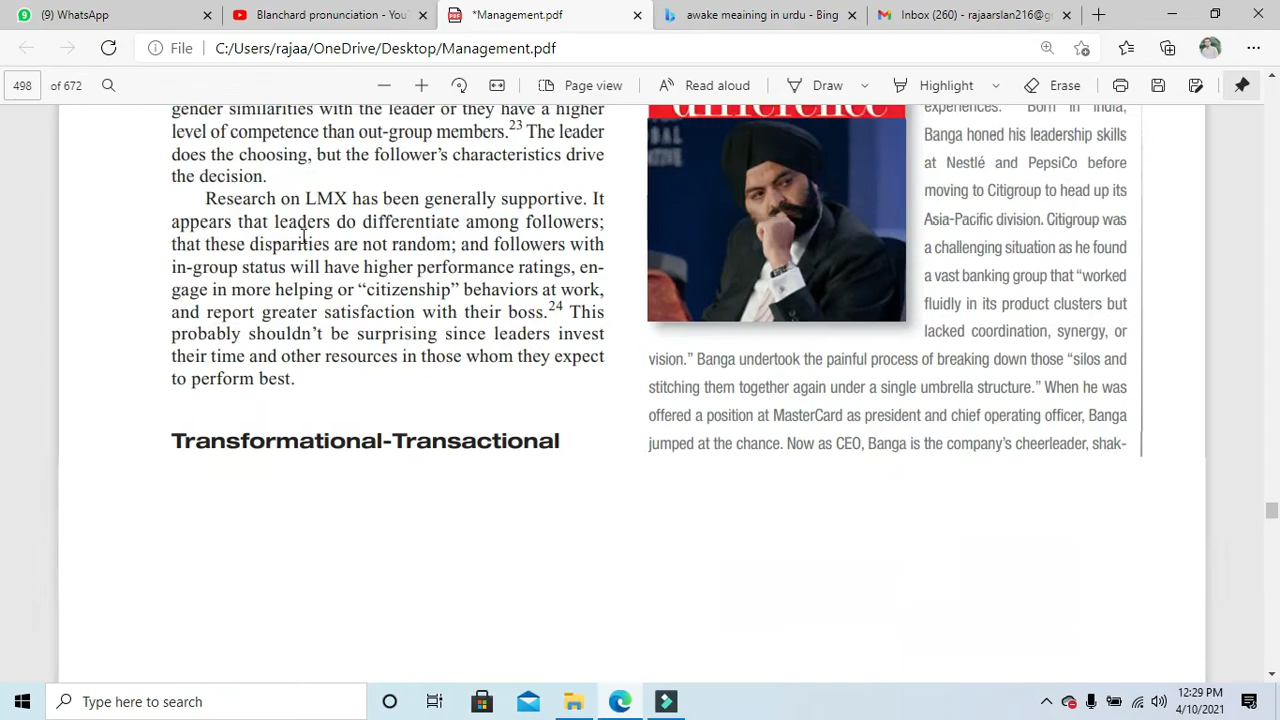 (9) WhatsApp
Blanchard pronunciation - You
*Management.pdf
awake meaining in urdu - Bing
Inbox (260) - rajaarslan216@gm
File
C:/Users/rajaa/OneDrive/Desktop/Management.pdf
498 of 672
Page view
Read aloud
Draw
Highlight
Erase
gender similarities with the leader or they have a higher
level of competence than out-group members.23 The leader
does the choosing, but the follower's characteristics drive
the decision.
Research on LMX has been generally supportive. It
appears that leaders do differentiate among followers;
that these disparities are not random; and followers with
in-group status will have higher performance ratings, en-
gage in more helping or “citizenship” behaviors at work,
and report greater satisfaction with their boss.24 This
probably shouldn't be surprising since leaders invest
their time and other resources in those whom they expect
to perform best.
Transformational-Transactional
difference
experiences. Born in India,
Banga honed his leadership skills
at Nestlé and PepsiCo before
moving to Citigroup to head up its
Asia-Pacific division. Citigroup was
a challenging situation as he found
a vast banking group that “worked
fluidly in its product clusters but
lacked coordination, synergy, or
vision.” Banga undertook the painful process of breaking down those “silos and
stitching them together again under a single umbrella structure.” When he was
offered a position at MasterCard as president and chief operating officer, Banga
jumped at the chance. Now as CEO, Banga is the company's cheerleader, shak-
Type here to search
12:29 PM
4/10/2021